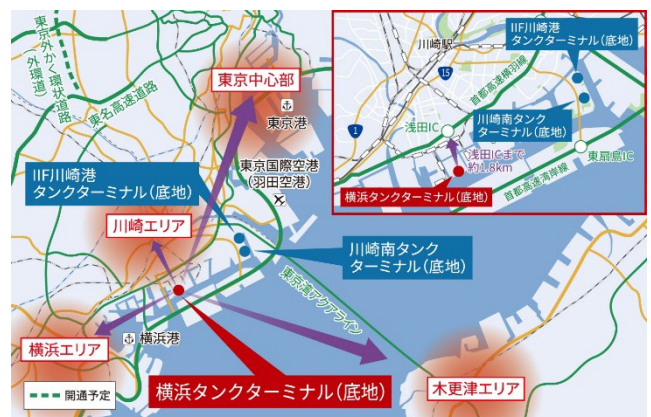 東京外かく環状道路
（外環道）
東名高速道路
東京中心部
東京港
東京国際空港
（羽田空港）
IIF川崎港
タンクターミナル（底地）
川崎エリア
川崎南タンク
ターミナル（底地）
東京湾アクアライン
横浜港
横浜エリア
横浜タンクターミナル（底地）
木更津エリア
開通予定
川崎駅
IIF川崎港
タンクターミナル（底地）
15
首都高速横羽線
川崎南タンク
ターミナル（底地）
1
浅田IC
浅田ICまで
約1.8km
東扇島IC
横浜タンクターミナル（底地）
首都高速湾岸線